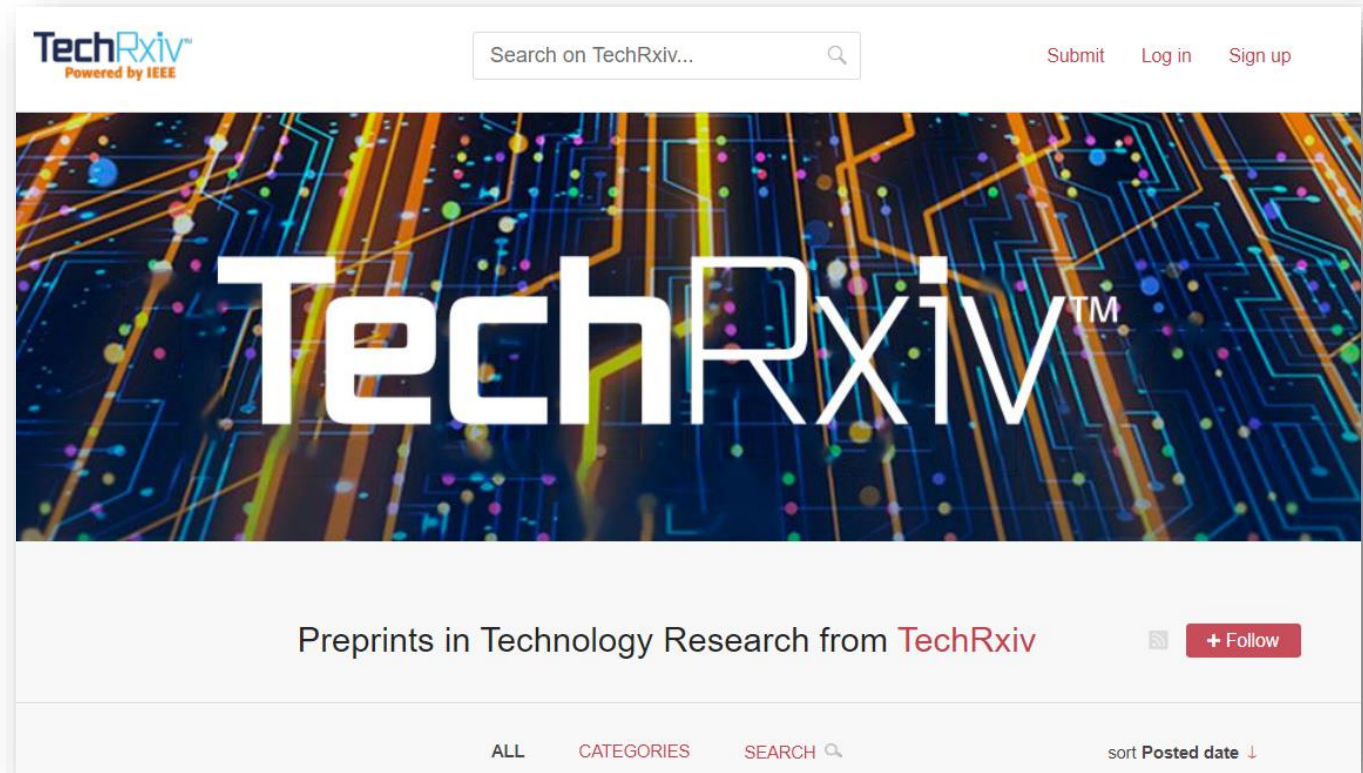 TechRxiv™
Powered by IEEE
Search on TechRxiv...
Submit Log in Sign up
TechRxiv™
Preprints in Technology Research from TechRxiv
+ Follow
ALL CATEGORIES SEARCH
sort Posted date ↓